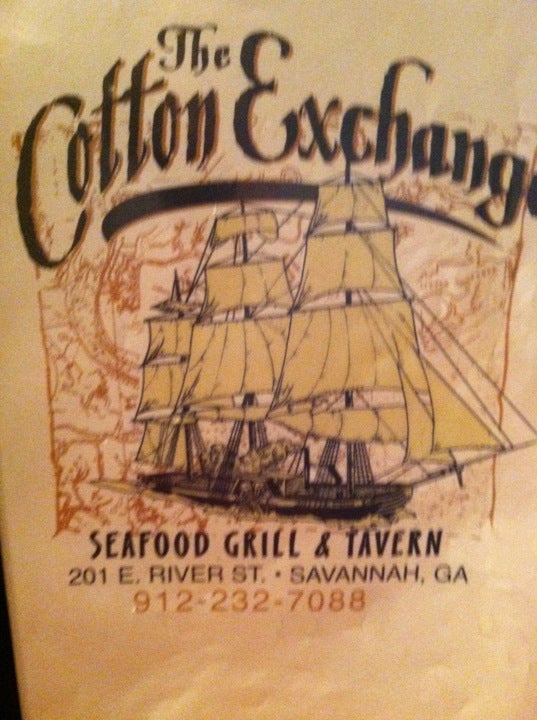 The
Cotton Exchange
SEAFOOD GRILL & TAVERN
201 E. RIVER ST. • SAVANNAH, GA
912-232-7088